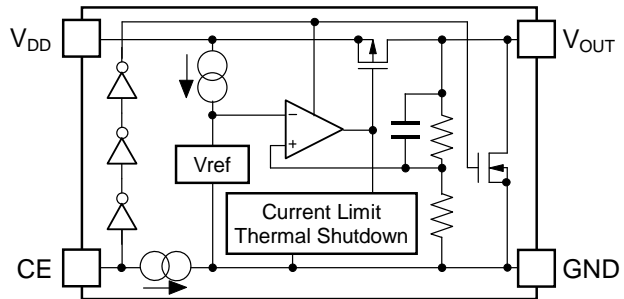 VDD
VOUT
−
+
Vref
Current Limit
Thermal Shutdown
CE
GND